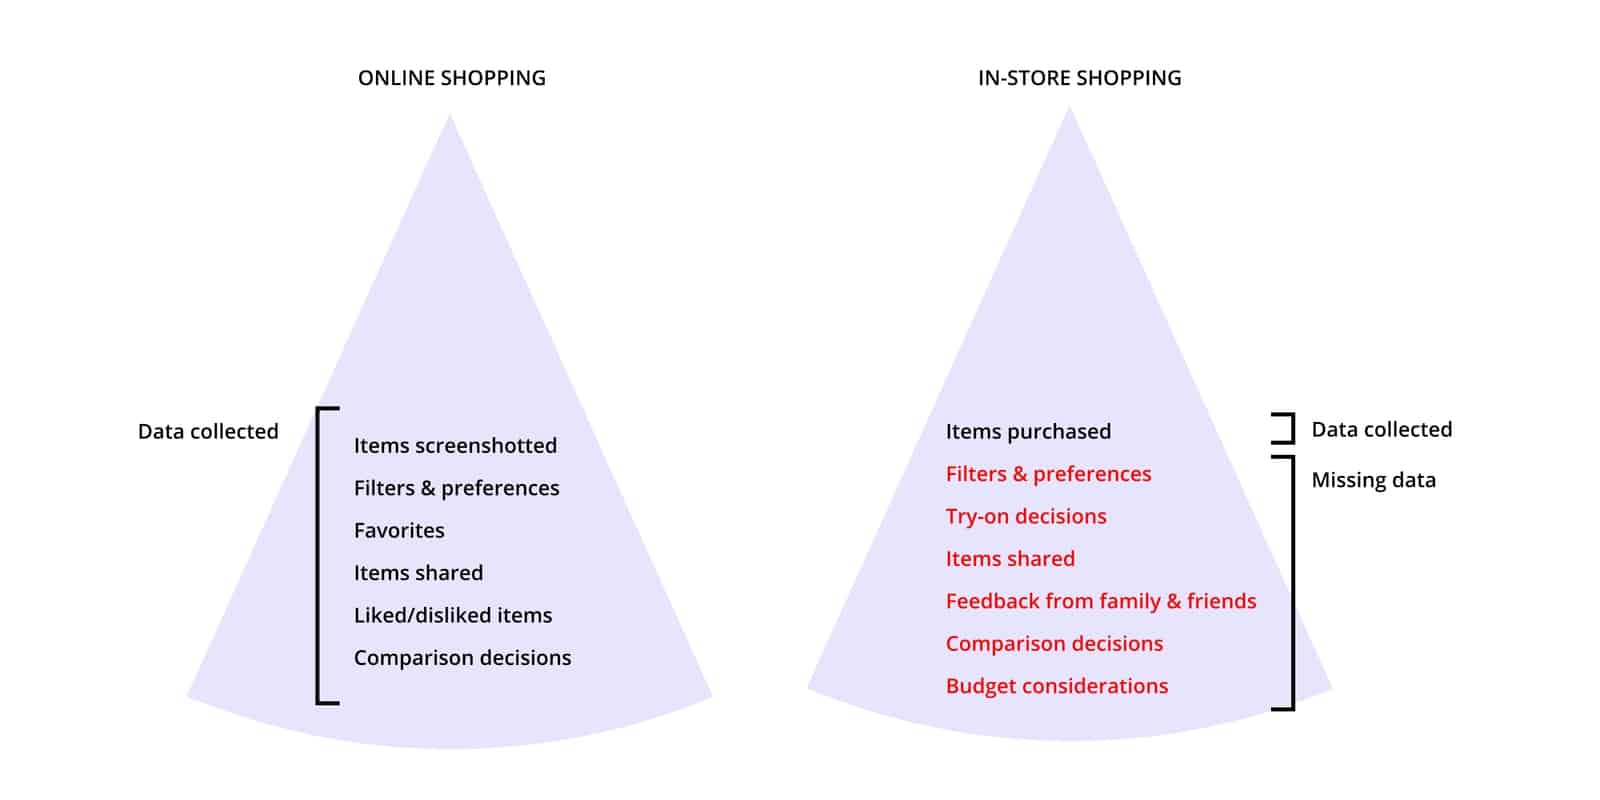 ONLINE SHOPPING
Data collected
Items screenshotted
Filters & preferences
Favorites
Items shared
Liked/disliked items
Comparison decisions
IN-STORE SHOPPING
Items purchased
Filters & preferences
Try-on decisions
Items shared
Feedback from family & friends
Comparison decisions
Budget considerations
Data collected
Missing data